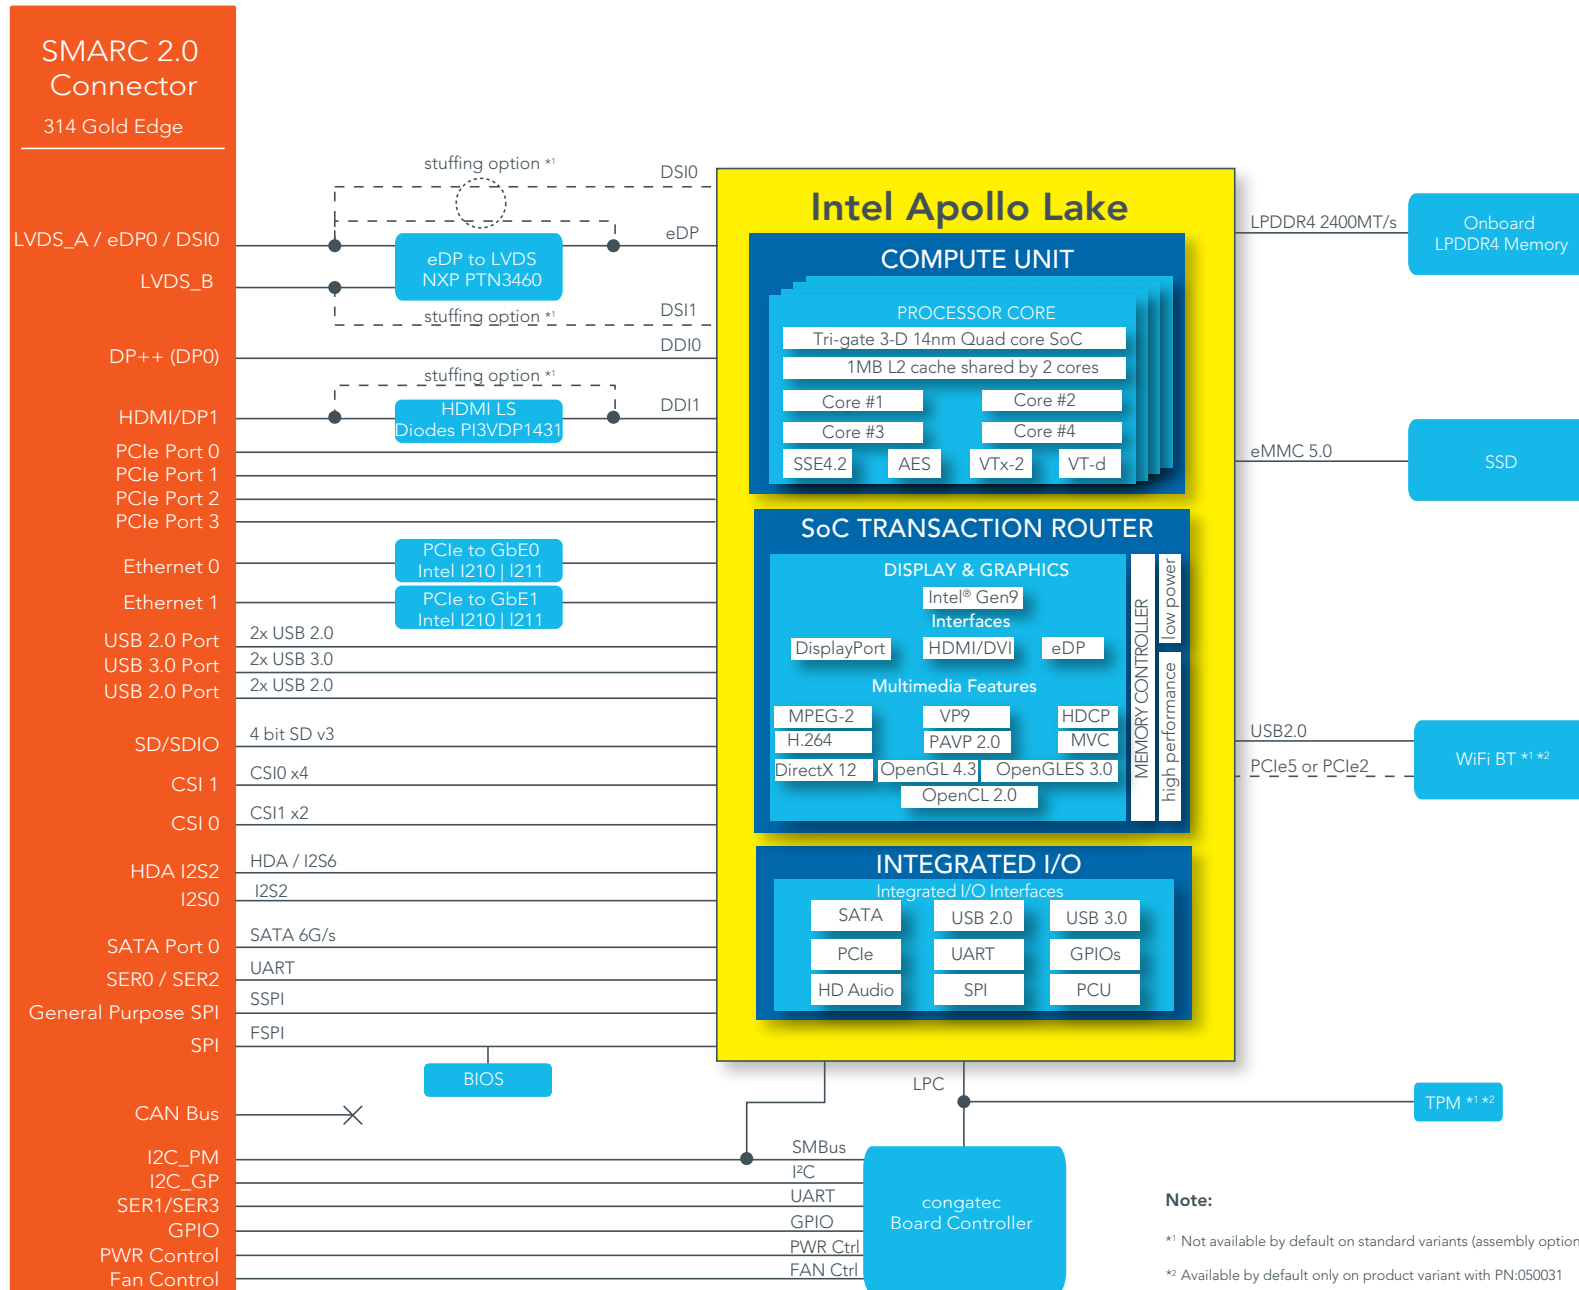 SMARC 2.0
Connector
314 Gold Edge
LVDS_A / eDP0 / DSI0
LVDS_B
DP++ (DP0)
HDMI/DP1
PCIe Port 0
PCIe Port 1
PCIe Port 2
PCIe Port 3
Ethernet 0
Ethernet 1
USB 2.0 Port
USB 3.0 Port
USB 2.0 Port
SD/SDIO
CSI 1
CSI 0
HDA I2S2
I2S0
SATA Port 0
SER0 / SER2
General Purpose SPI
SPI
CAN Bus
I2C_PM
I2C_GP
SER1/SER3
GPIO
PWR Control
Fan Control
stuffing option *1
DSI0
eDP
eDP to LVDS
NXP PTN3460
stuffing option *1
DSI1
DDI0
stuffing option *1
HDMI LS
Diodes PI3VDP1431
DDI1
PCIe to GbE0
Intel I210 | I211
PCIe to GbE1
Intel I210 | I211
2x USB 2.0
2x USB 3.0
2x USB 2.0
4 bit SD v3
CSI0 x4
CSI1 x2
HDA / I2S6
I2S2
SATA 6G/s
UART
SSPI
FSPI
BIOS
Intel Apollo Lake
COMPUTE UNIT
PROCESSOR CORE
Tri-gate 3-D 14nm Quad core SoC
1MB L2 cache shared by 2 cores
Core #1
Core #2
Core #3
Core #4
SSE4.2
AES
VTx-2
VT-d
SoC TRANSACTION ROUTER
DISPLAY & GRAPHICS
Intel® Gen9
Interfaces
DisplayPort
HDMI/DVI
eDP
Multimedia Features
MPEG-2
VP9
HDCP
H.264
PAVP 2.0
MVC
DirectX 12
OpenGL 4.3
OpenGLES 3.0
OpenCL 2.0
MEMORY CONTROLLER
low power
high performance
INTEGRATED I/O
Integrated I/O Interfaces
SATA
USB 2.0
USB 3.0
PCIe
UART
GPIOs
HD Audio
SPI
PCU
LPDDR4 2400MT/s
Onboard
LPDDR4 Memory
eMMC 5.0
SSD
USB2.0
PCIe5 or PCIe2
WiFi BT *1 *2
LPC
TPM *1 *2
SMBus
I²C
UART
GPIO
PWR Ctrl
FAN Ctrl
congatec
Board Controller
Note:
*1 Not available by default on standard variants (assembly option
*2 Available by default only on product variant with PN:050031